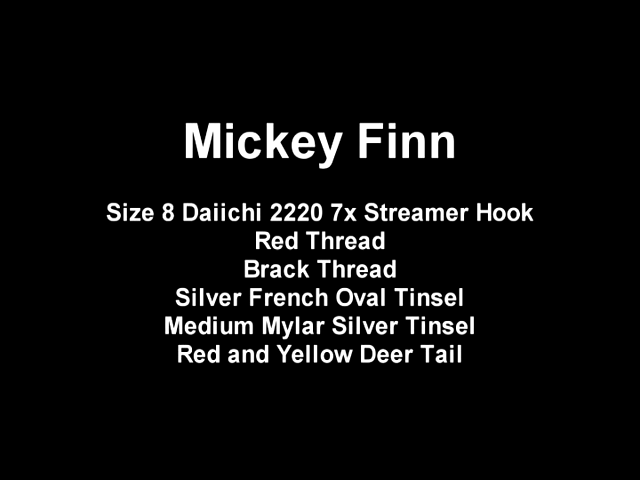 Mickey Finn
Size 8 Daiichi 2220 7x Streamer Hook
Red Thread
Brack Thread
Silver French Oval Tinsel
Medium Mylar Silver Tinsel
Red and Yellow Deer Tail